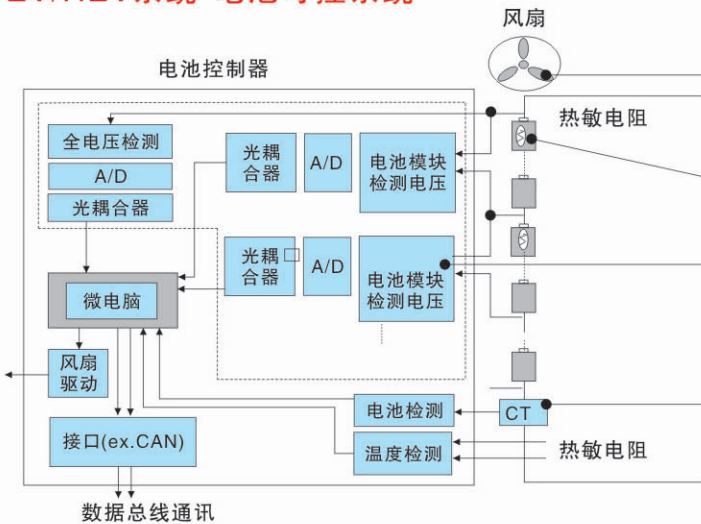 风扇
电池控制器
热敏电阻
全电压检测
A/D
光耦合器
光耦
合器
A/D
电池模块
检测电压
光耦
合器
A/D
电池模块
检测电压
微电脑
风扇
驱动
电池检测
CT
接口(ex.CAN)
温度检测
热敏电阻
数据总线通讯